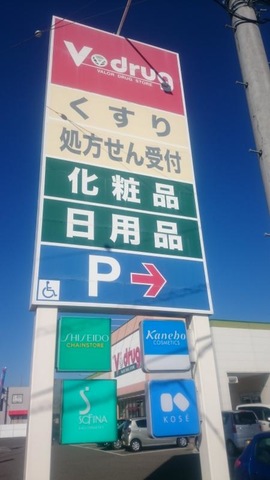 V・drug
VALOR DRUG STORE
くすり
処方せん受付
化粧品
日用品
P→
SHISEIDO
CHAINSTORE
Kanebo
COSMETICS
V・drug
SOFINA
KOSÉ